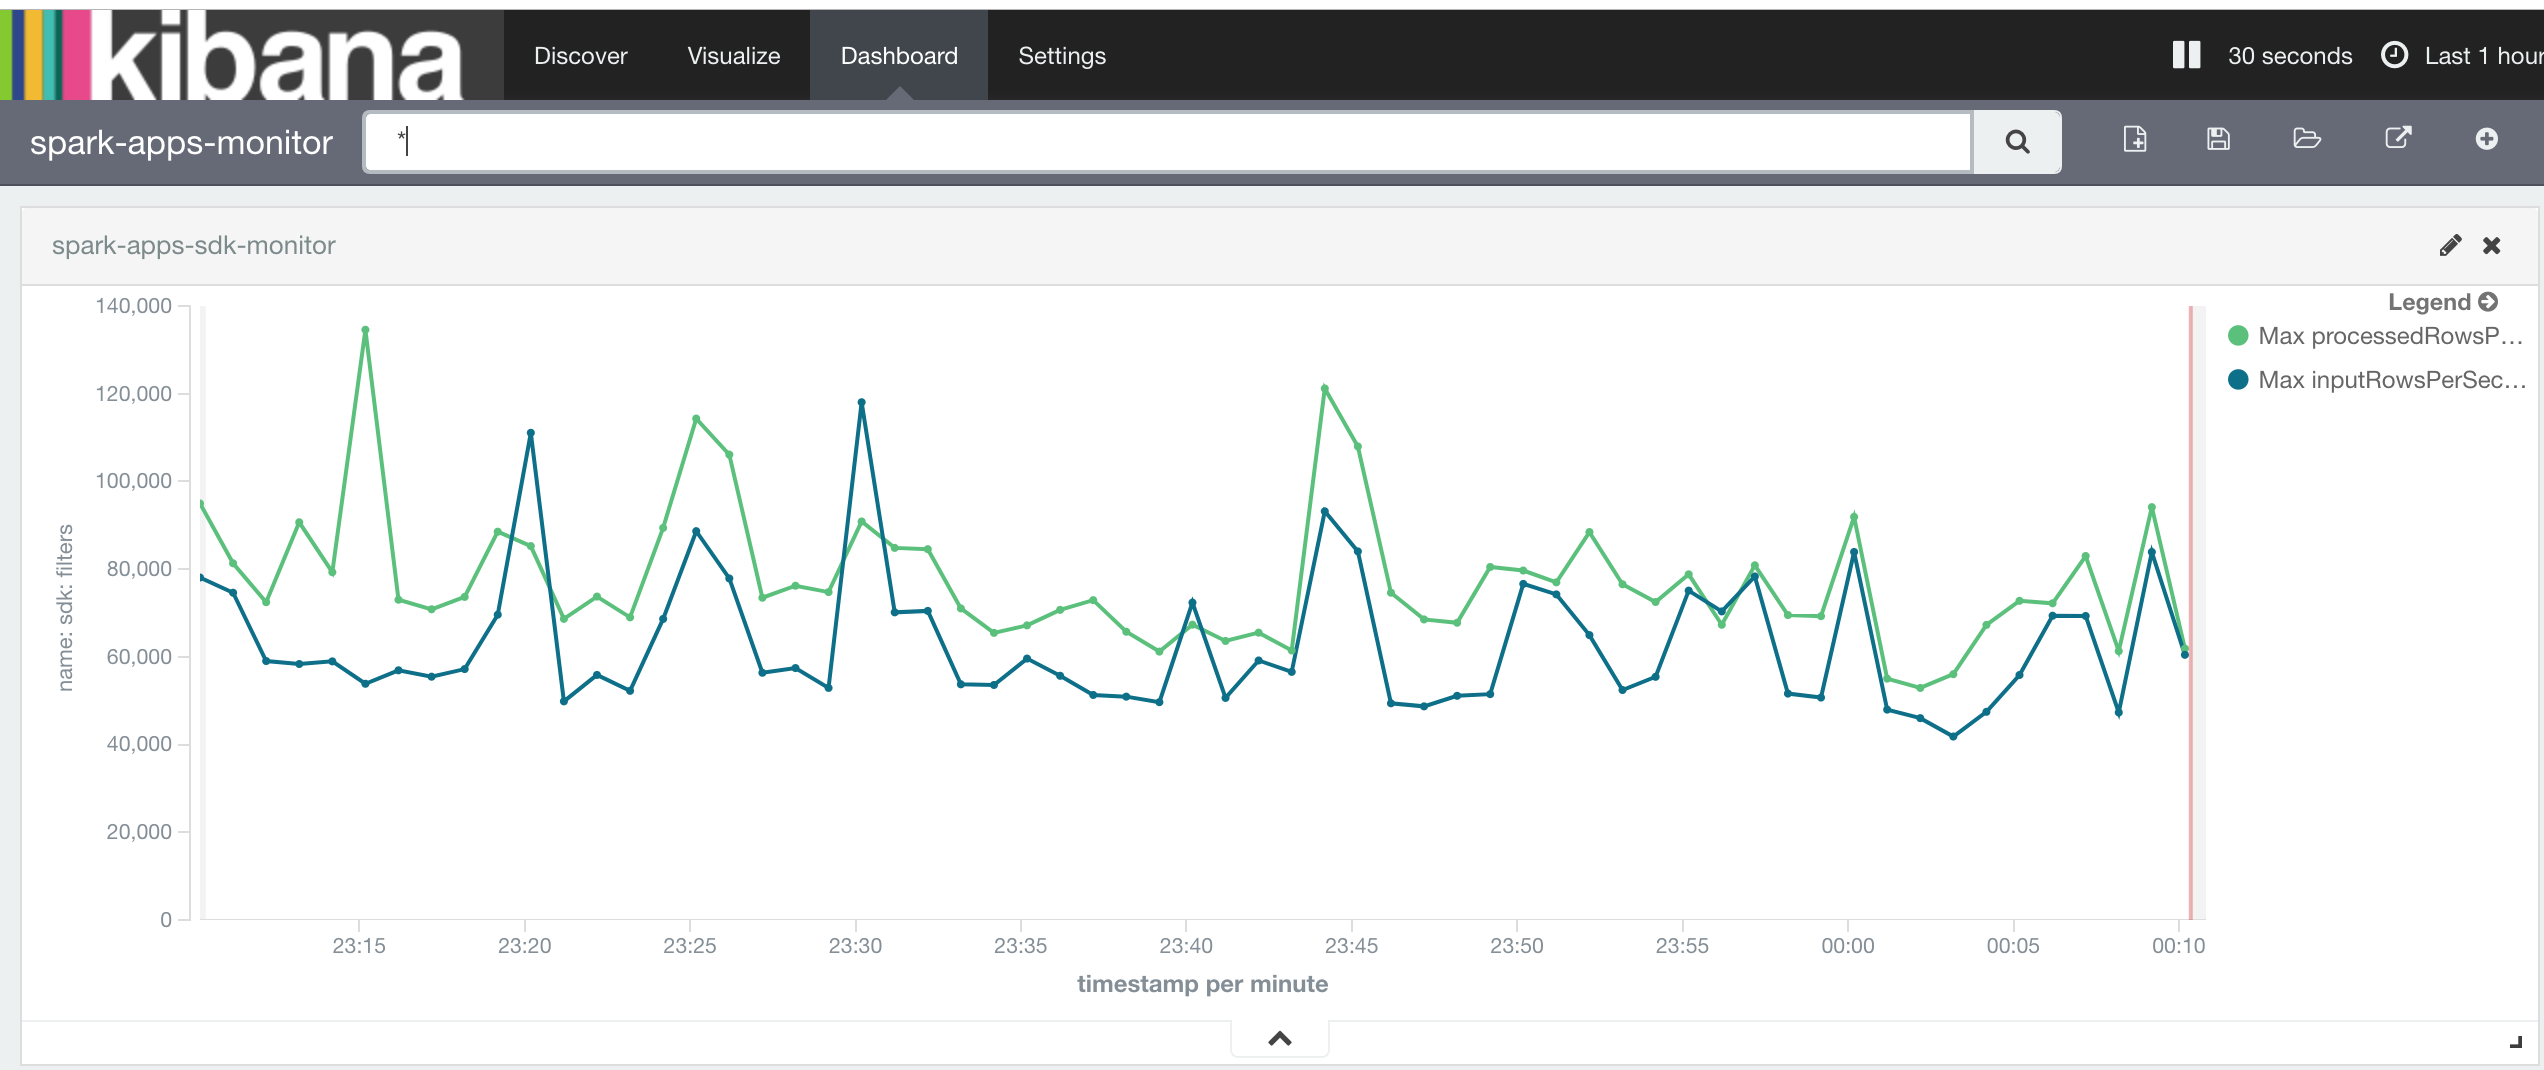 kibana Discover Visualize Dashboard Settings 30 seconds Last 1 hour
spark-apps-monitor *
spark-apps-sdk-monitor
Legend
Max processedRowsP...
Max inputRowsPerSec...
140,000
120,000
100,000
80,000
60,000
40,000
20,000
0
name: sdk: filters
23:15 23:20 23:25 23:30 23:35 23:40 23:45 23:50 23:55 00:00 00:05 00:10
timestamp per minute